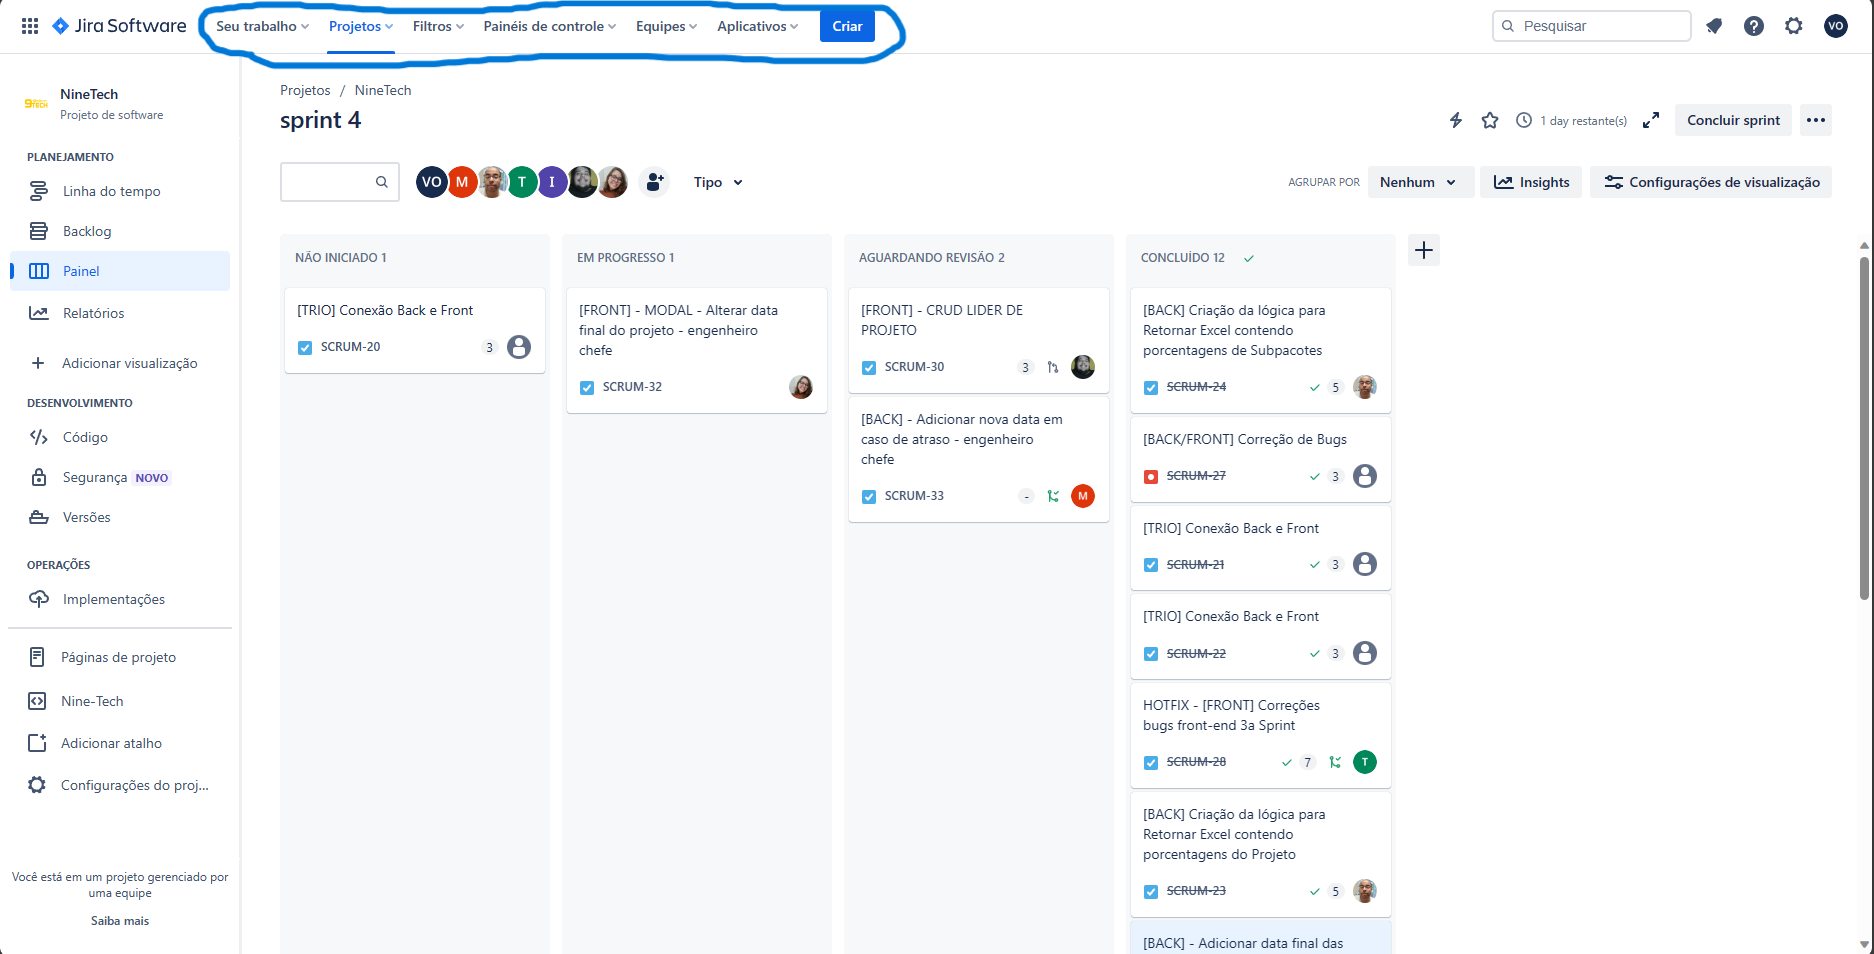 Jira Software
Seu trabalho
Projetos
Filtros
Painéis de controle
Equipes
Aplicativos
Criar
Pesquisar
VO
NineTech
Projeto de software
PLANEJAMENTO
Linha do tempo
Backlog
Painel
Relatórios
Adicionar visualização
DESENVOLVIMENTO
Código
Segurança NOVO
Versões
OPERAÇÕES
Implementações
Páginas de projeto
Nine-Tech
Adicionar atalho
Configurações do proj...
Você está em um projeto gerenciado por
uma equipe
Saiba mais
Projetos / NineTech
sprint 4
1 day restante(s)
Concluir sprint
VO M T I
Tipo
AGRUPAR POR
Nenhum
Insights
Configurações de visualização
NÃO INICIADO 1
[TRIO] Conexão Back e Front
SCRUM-20 3
EM PROGRESSO 1
[FRONT] - MODAL - Alterar data
final do projeto - engenheiro
chefe
SCRUM-32
AGUARDANDO REVISÃO 2
[FRONT] - CRUD LIDER DE
PROJETO
SCRUM-30 3
[BACK] - Adicionar nova data em
caso de atraso - engenheiro
chefe
SCRUM-33 - M
CONCLUÍDO 12
[BACK] Criação da lógica para
Retornar Excel contendo
porcentagens de Subpacotes
SCRUM-24 5
[BACK/FRONT] Correção de Bugs
SCRUM-27 3
[TRIO] Conexão Back e Front
SCRUM-21 3
[TRIO] Conexão Back e Front
SCRUM-22 3
HOTFIX - [FRONT] Correções
bugs front-end 3a Sprint
SCRUM-28 7 T
[BACK] Criação da lógica para
Retornar Excel contendo
porcentagens do Projeto
SCRUM-23 5
[BACK] - Adicionar data final das